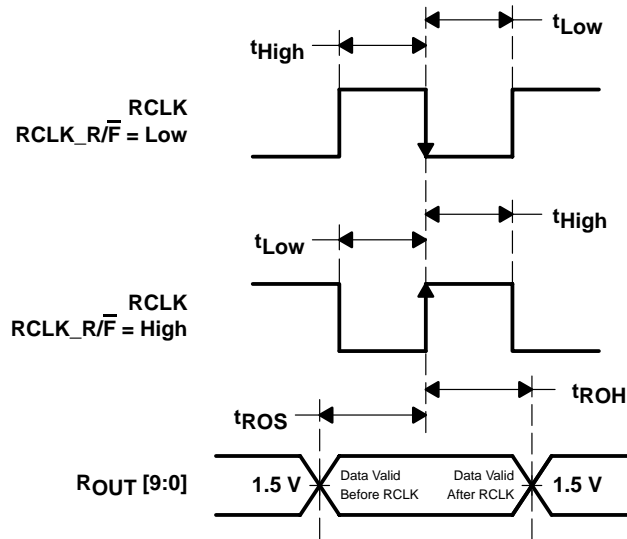 tLow
tHigh
RCLK
RCLK_R/F̅ = Low
tHigh
tLow
RCLK
RCLK_R/F̅ = High
tROH
tROS
ROUT [9:0]
1.5 V
Data Valid
Before RCLK
Data Valid
After RCLK
1.5 V